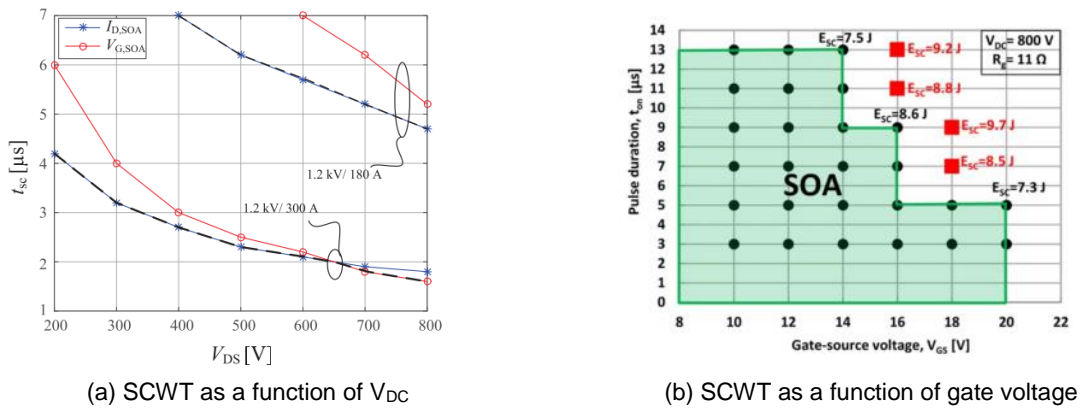 7
6
5
4
3
2
1
t_sc [μs]
I_D,SOA
V_G,SOA
1.2 kV/ 180 A
1.2 kV/ 300 A
200 300 400 500 600 700 800
V_DS [V]
(a) SCWT as a function of V_DC
14
13
12
11
10
9
8
7
6
5
4
3
2
1
0
Pulse duration, t_on [μs]
E_SC=7.5 J
E_SC=9.2 J
V_DC= 800 V
R_g= 11 Ω
E_SC=8.8 J
E_SC=8.6 J
E_SC=9.7 J
E_SC=8.5 J
SOA
E_SC=7.3 J
8 10 12 14 16 18 20 22
Gate-source voltage, V_GS [V]
(b) SCWT as a function of gate voltage